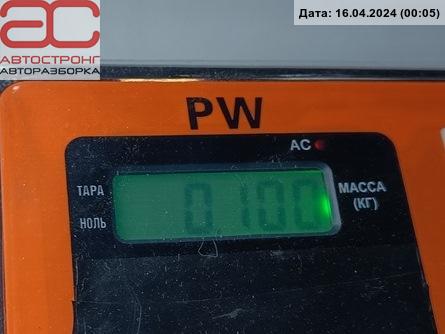 Дата: 16.04.2024 (00:05)
АС
АВТОСТРОНГ
АВТОРАЗБОРКА
PW
AC
ТАРА
НОЛЬ
0.100
МАССА
(КГ)